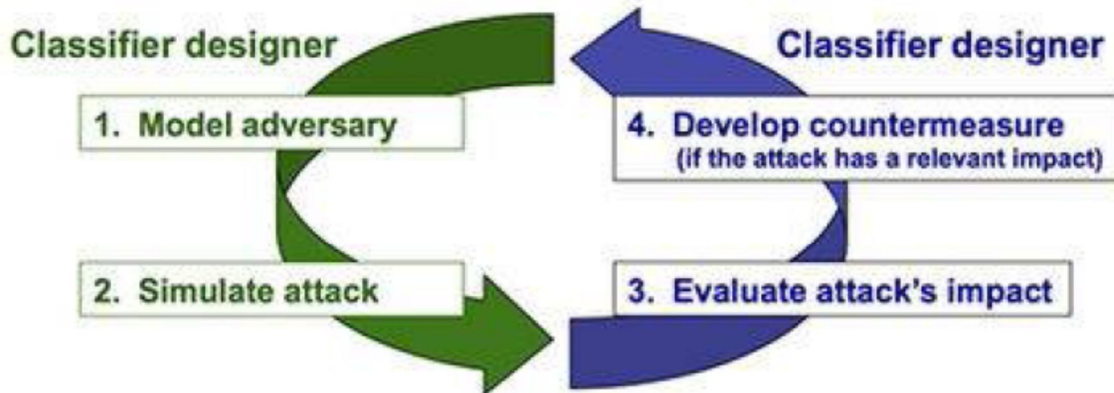 Classifier designer
1. Model adversary
2. Simulate attack
Classifier designer
4. Develop countermeasure
(if the attack has a relevant impact)
3. Evaluate attack's impact